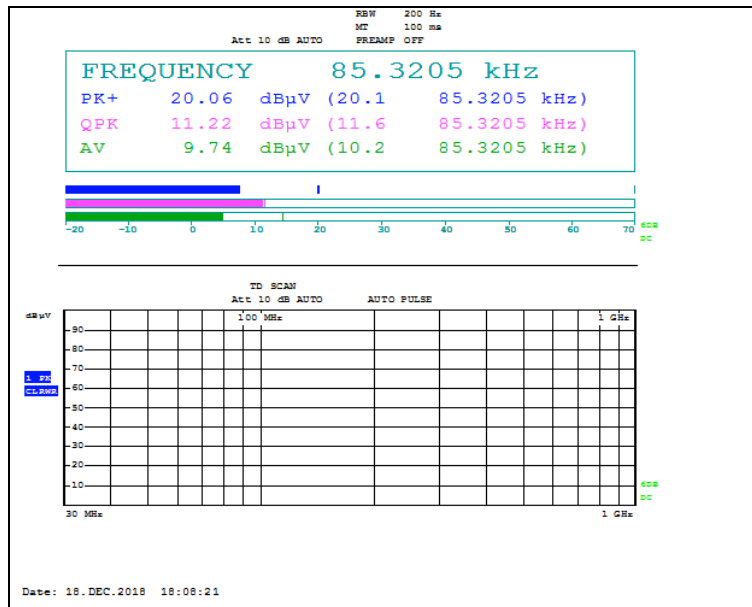 RBW 200 Hz
MT 100 ms
Att 10 dB AUTO PREAMP OFF
FREQUENCY 85.3205 kHz
PK+ 20.06 dBµV (20.1 85.3205 kHz)
QPK 11.22 dBµV (11.6 85.3205 kHz)
AV 9.74 dBµV (10.2 85.3205 kHz)
-20 -10 0 10 20 30 40 50 60 70
6DB
DC
TD SCAN
Att 10 dB AUTO AUTO PULSE
dBµV
100 MHz 1 GHz
90
80
70
1 PK
60
CLRWR
50
40
30
20
10
6DB
DC
30 MHz 1 GHz
Date: 18.DEC.2018 18:08:21